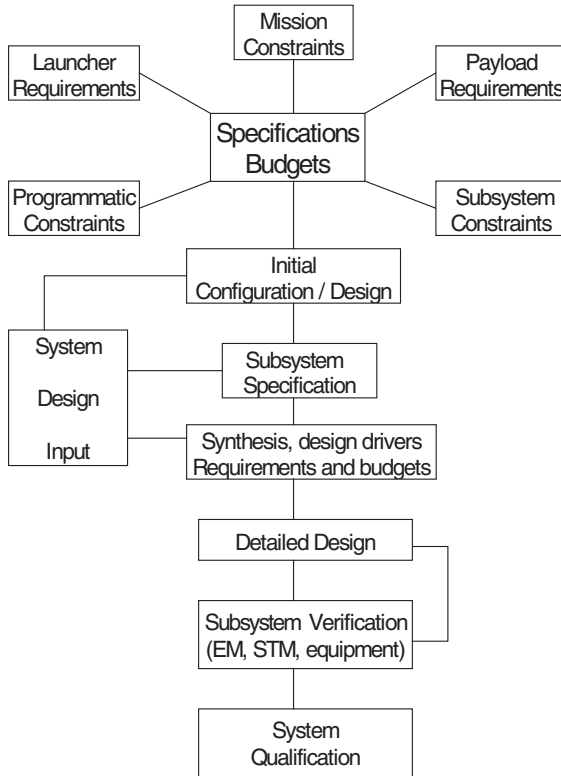 Mission
Constraints
Launcher
Requirements
Payload
Requirements
Specifications
Budgets
Programmatic
Constraints
Subsystem
Constraints
Initial
Configuration / Design
System
Design
Input
Subsystem
Specification
Synthesis, design drivers
Requirements and budgets
Detailed Design
Subsystem Verification
(EM, STM, equipment)
System
Qualification